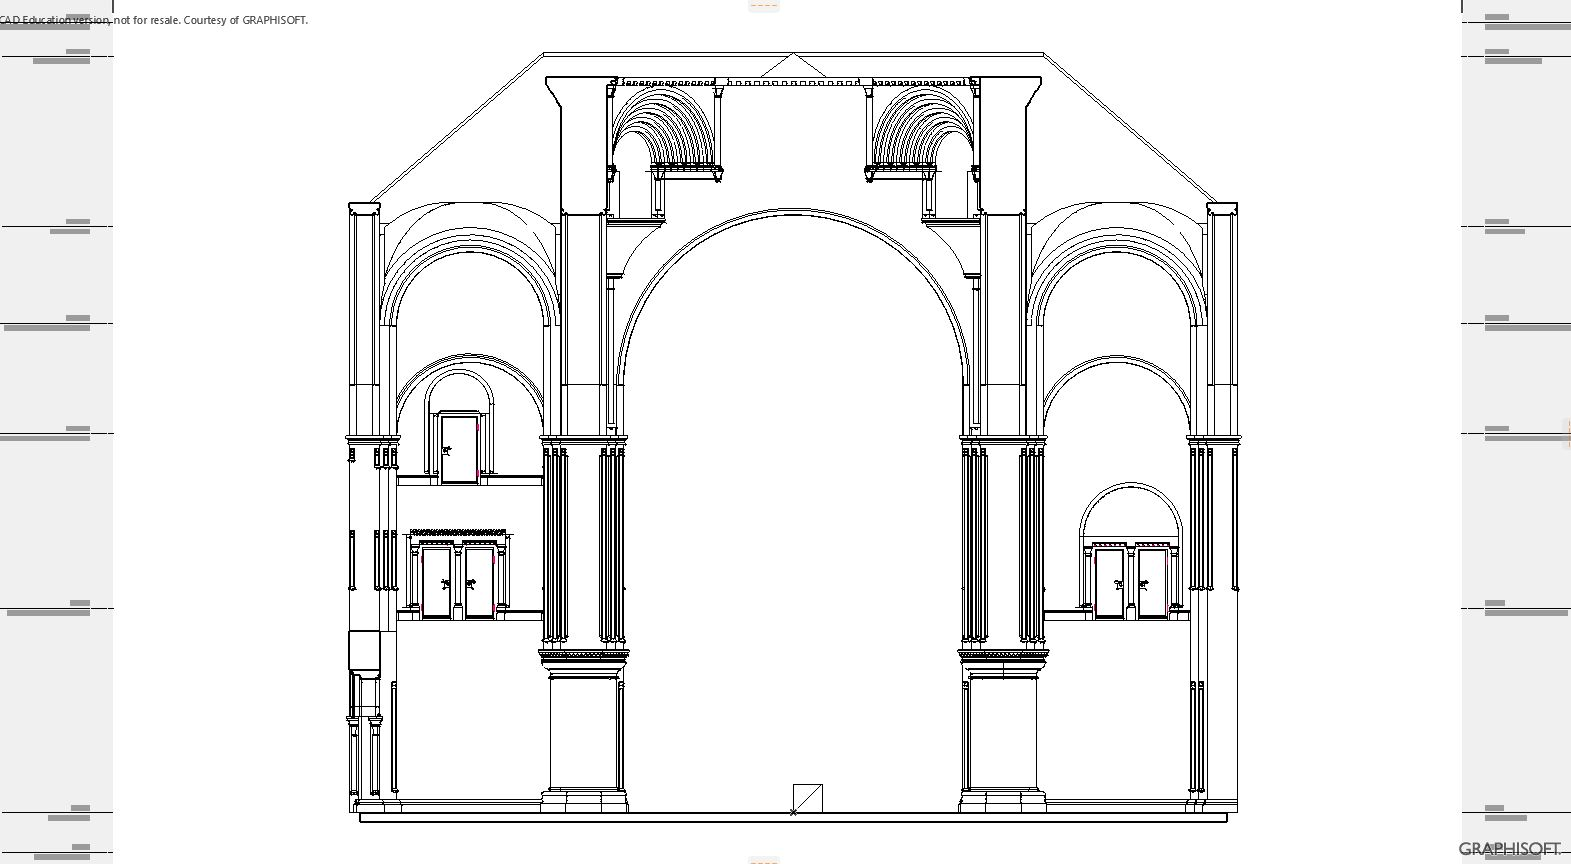 CAD Education version, not for resale. Courtesy of GRAPHISOFT.
GRAPHISOFT.